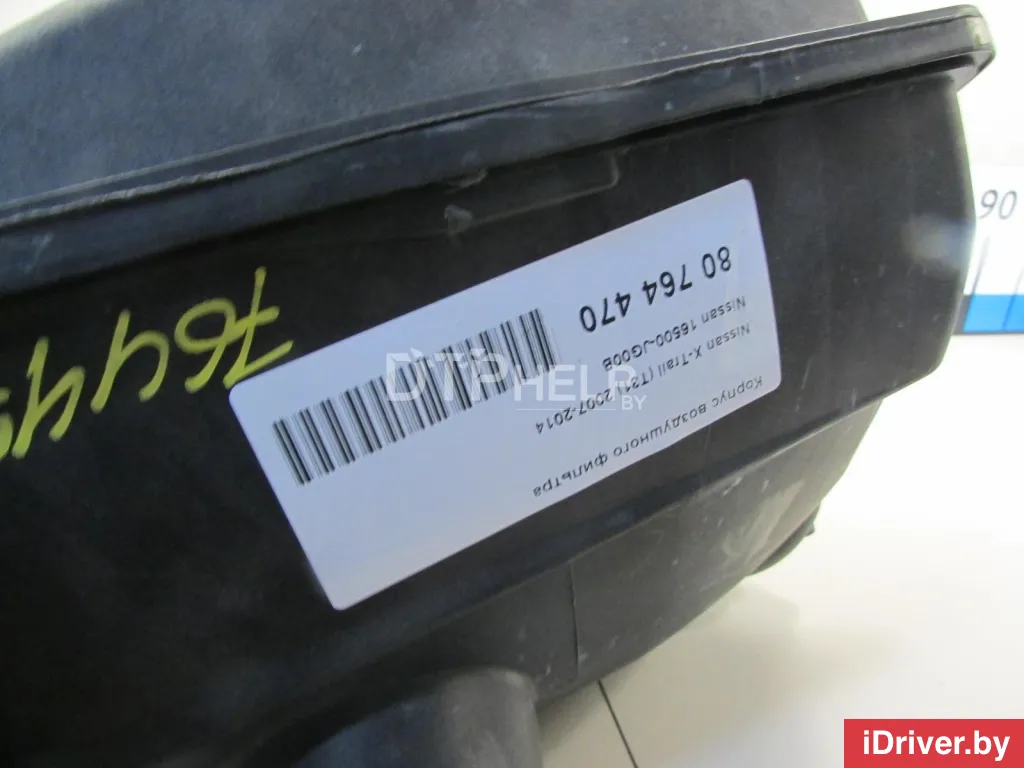 Корпус воздушного фильтра
Nissan X-Trail (T31) 2007-2014
Nissan 16500-JG00B
80 764 470
7644
90
DTPHELP
BY
iDriver.by